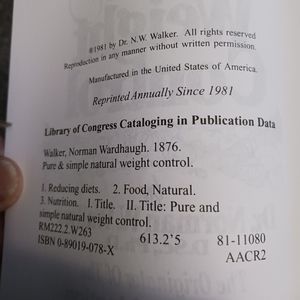 ©1981 by Dr. N.W. Walker. All rights reserved
Reproduction in any manner without written permission.
Manufactured in the United States of America.
Reprinted Annually Since 1981
Library of Congress Cataloging in Publication Data
Walker, Norman Wardhaugh. 1876.
Pure & simple natural weight control.
1. Reducing diets. 2. Food, Natural.
3. Nutrition. I. Title. II. Title: Pure and
simple natural weight control.
RM222.2.W263 613.2'5 81-11080
ISBN 0-89019-078-X AACR2